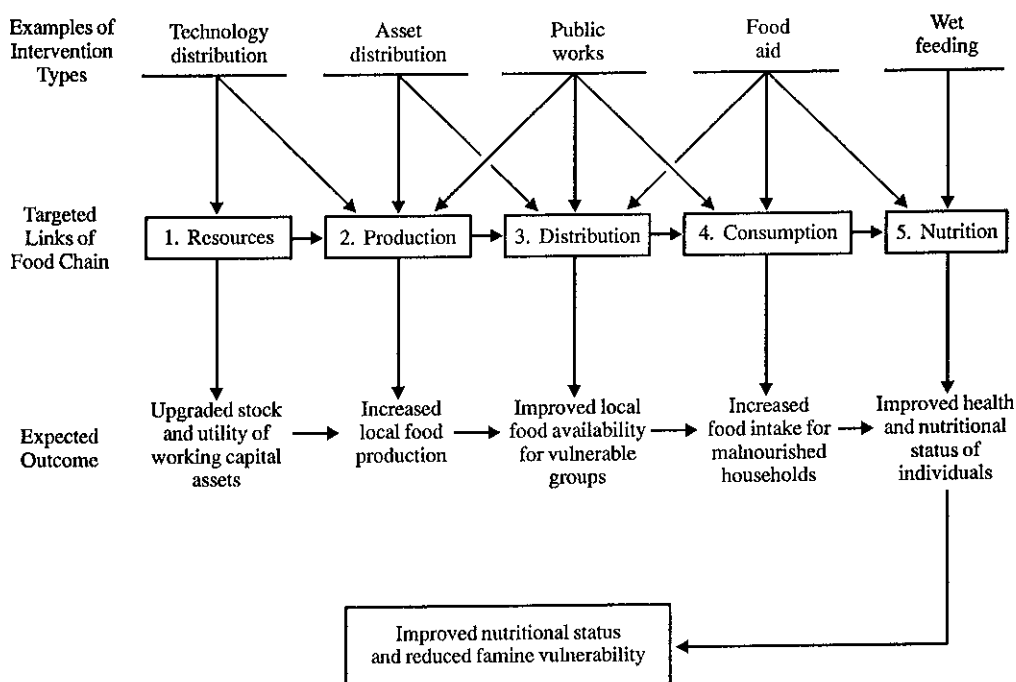 Examples of
Intervention
Types
Technology
distribution
Asset
distribution
Public
works
Food
aid
Wet
feeding
Targeted
Links of
Food Chain
1. Resources
2. Production
3. Distribution
4. Consumption
5. Nutrition
Expected
Outcome
Upgraded stock
and utility of
working capital
assets
Increased
local food
production
Improved local
food availability
for vulnerable
groups
Increased
food intake for
malnourished
households
Improved health
and nutritional
status of
individuals
Improved nutritional status
and reduced famine vulnerability